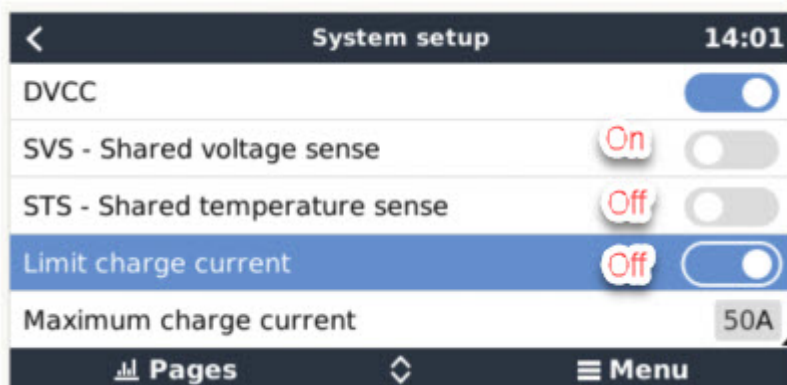 System setup 14:01
DVCC
SVS - Shared voltage sense On
STS - Shared temperature sense Off
Limit charge current Off
Maximum charge current 50A
Pages Menu